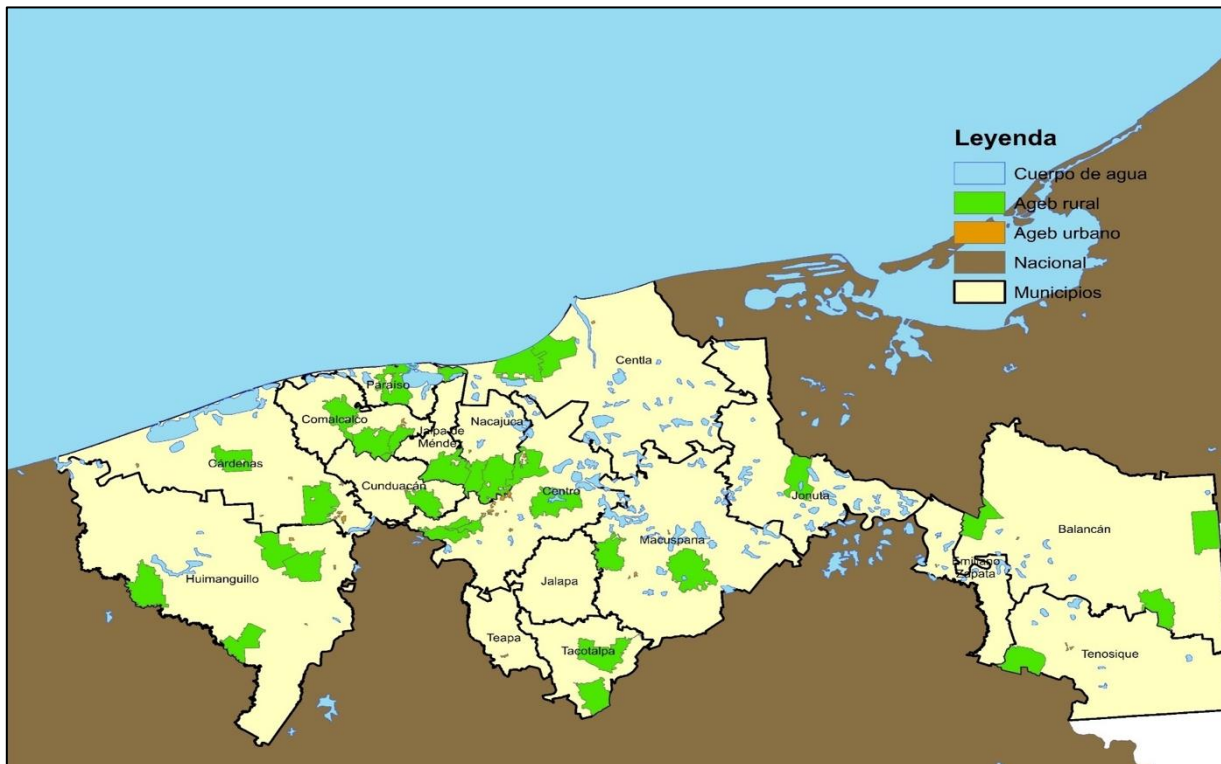 Leyenda
Cuerpo de agua
Ageb rural
Ageb urbano
Nacional
Municipios
Centla
Paraíso
Comalcalco
Jalpa de
Méndez
Nacajuca
Cárdenas
Cunduacán
Centro
Jonuta
Macuspana
Balancán
Huimanguillo
Jalapa
Emiliano
Zapata
Teapa
Tacotalpa
Tenosique